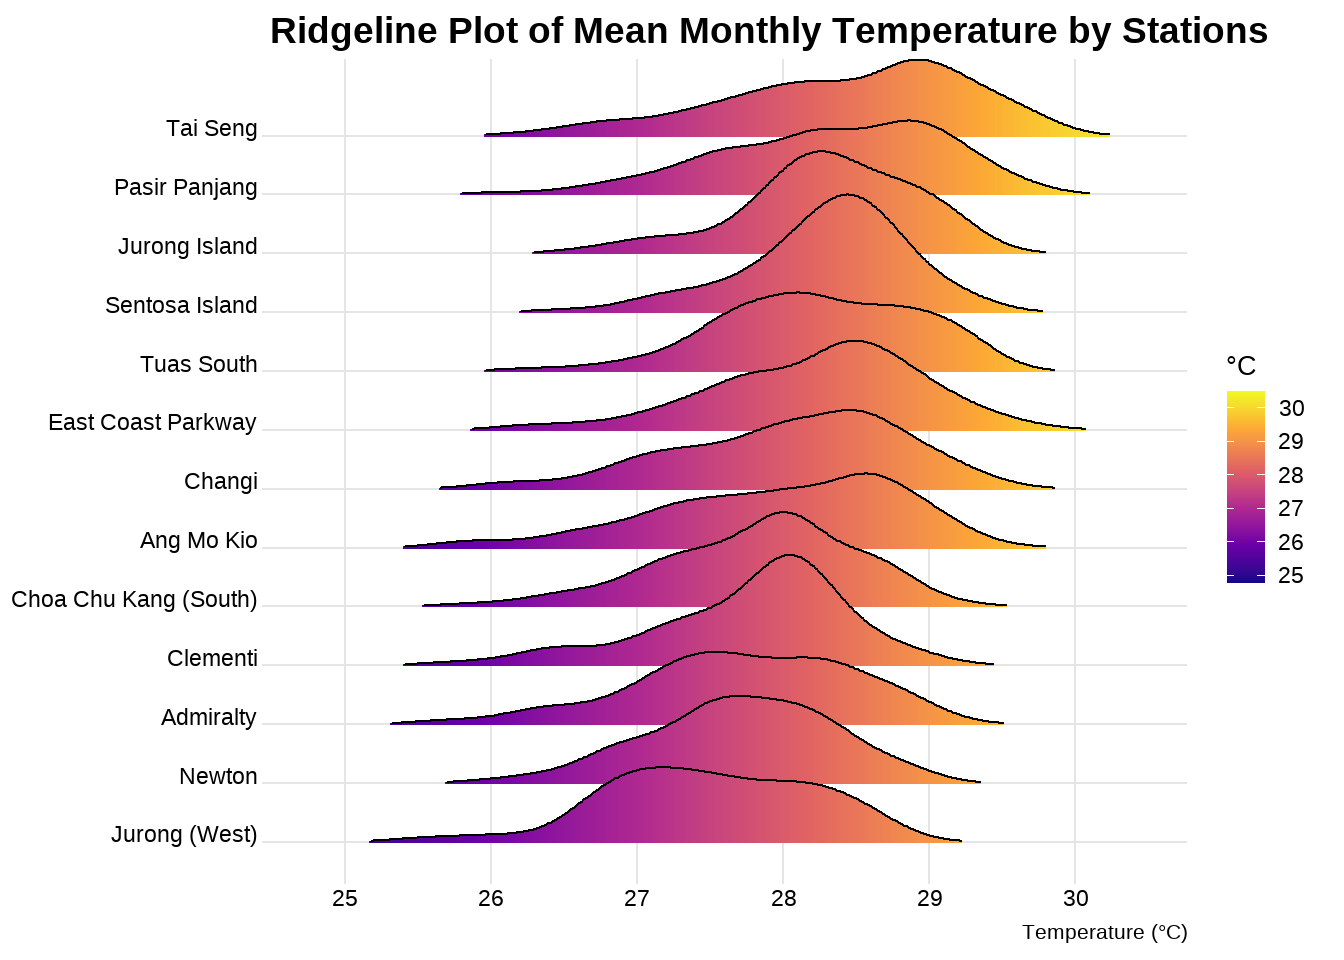 Ridgeline Plot of Mean Monthly Temperature by Stations
Tai Seng
Pasir Panjang
Jurong Island
Sentosa Island
Tuas South
East Coast Parkway
Changi
Ang Mo Kio
Choa Chu Kang (South)
Clementi
Admiralty
Newton
Jurong (West)
25 26 27 28 29 30
Temperature (°C)
°C
30
29
28
27
26
25